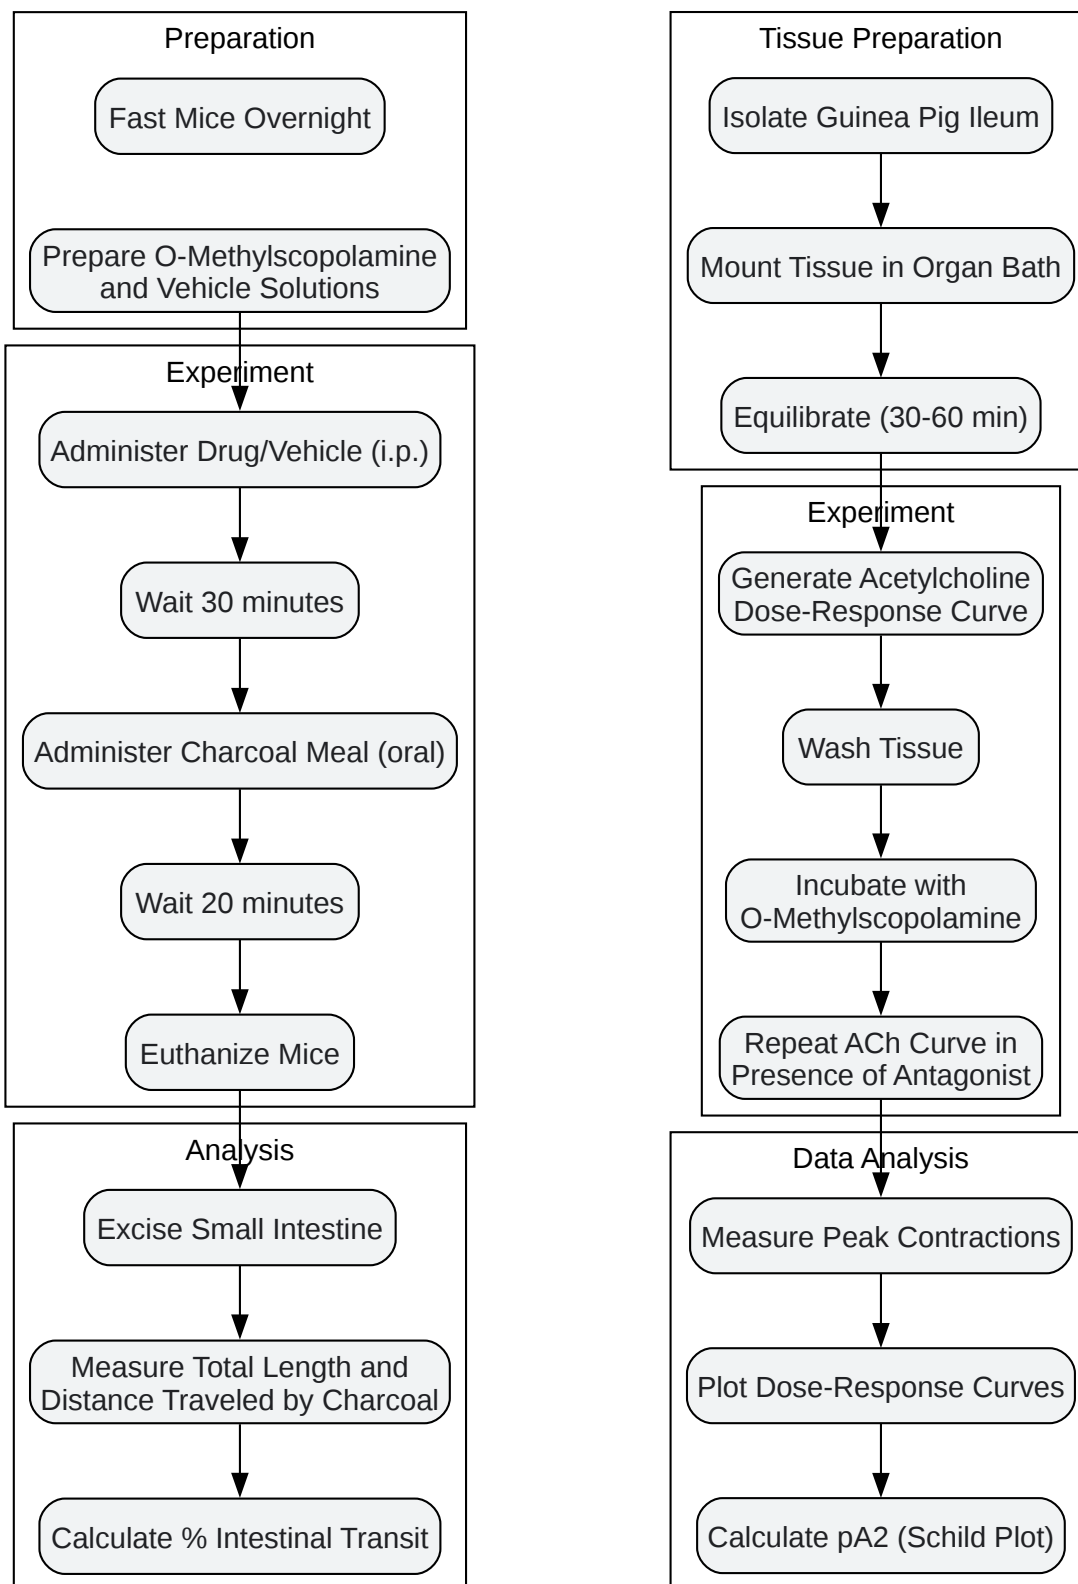 Preparation
Fast Mice Overnight
Prepare O-Methylscopolamine
and Vehicle Solutions
Experiment
Administer Drug/Vehicle (i.p.)
Wait 30 minutes
Administer Charcoal Meal (oral)
Wait 20 minutes
Euthanize Mice
Analysis
Excise Small Intestine
Measure Total Length and
Distance Traveled by Charcoal
Calculate % Intestinal Transit
Tissue Preparation
Isolate Guinea Pig Ileum
Mount Tissue in Organ Bath
Equilibrate (30-60 min)
Experiment
Generate Acetylcholine
Dose-Response Curve
Wash Tissue
Incubate with
O-Methylscopolamine
Repeat ACh Curve in
Presence of Antagonist
Data Analysis
Measure Peak Contractions
Plot Dose-Response Curves
Calculate pA2 (Schild Plot)